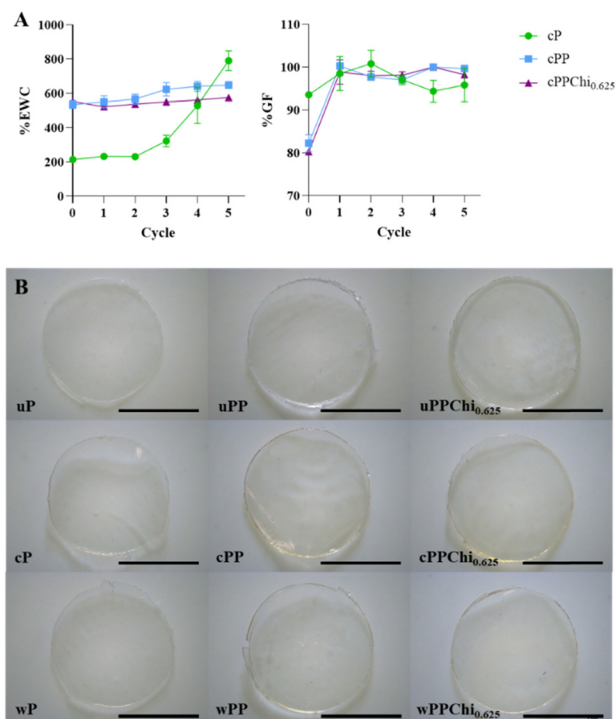 A
1000
800
600
400
200
0
%EWC
0 1 2 3 4 5
Cycle
110
100
90
80
70
%GF
0 1 2 3 4 5
Cycle
cP
cPP
cPPChi0.625
B
uP
uPP
uPPChi0.625
cP
cPP
cPPChi0.625
wP
wPP
wPPChi0.625